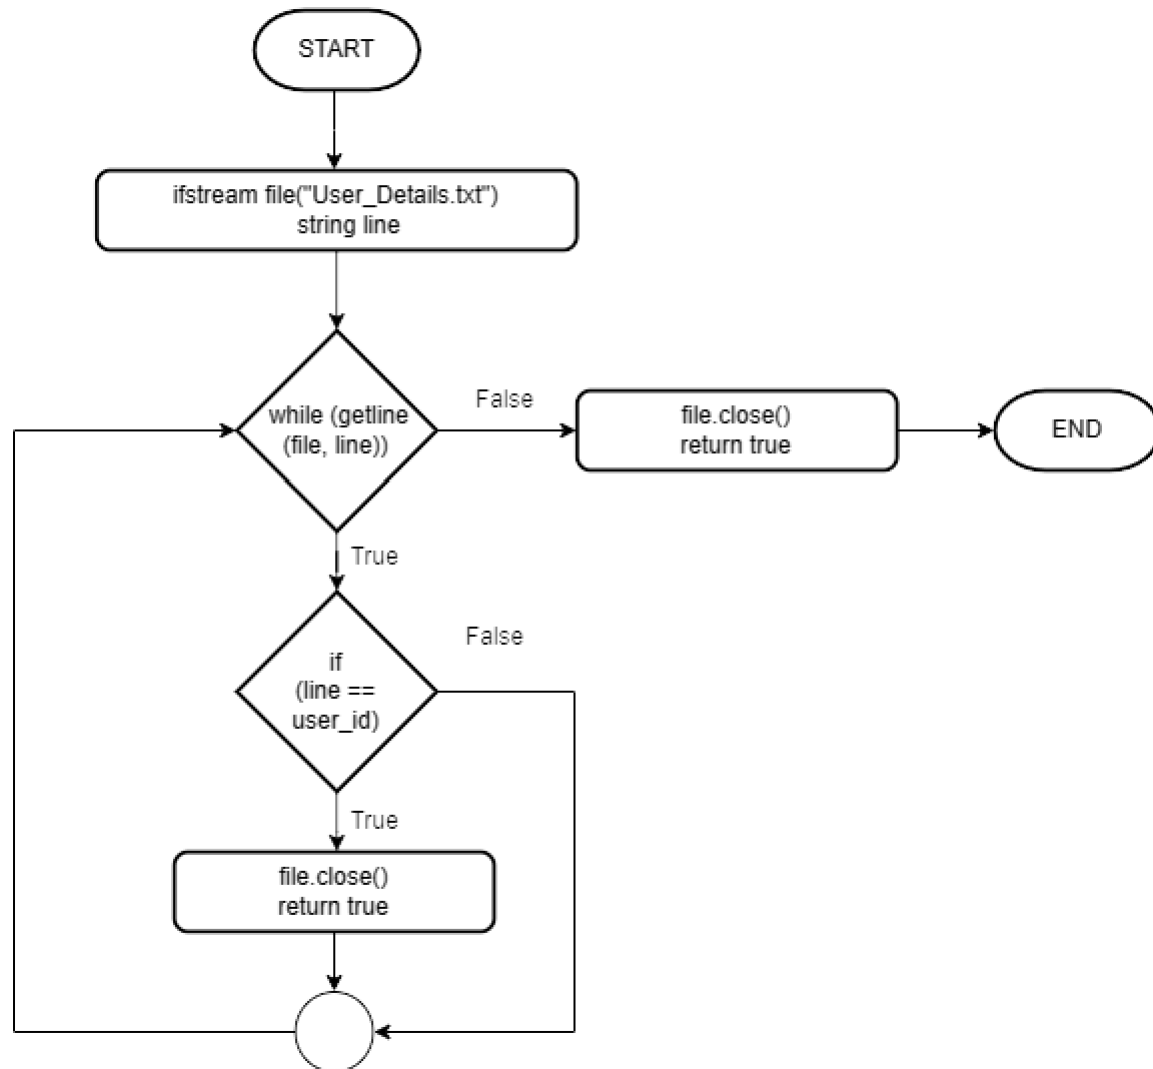 START
ifstream file("User_Details.txt")
string line
while (getline
(file, line))
False
file.close()
return true
END
True
if
(line ==
user_id)
False
True
file.close()
return true